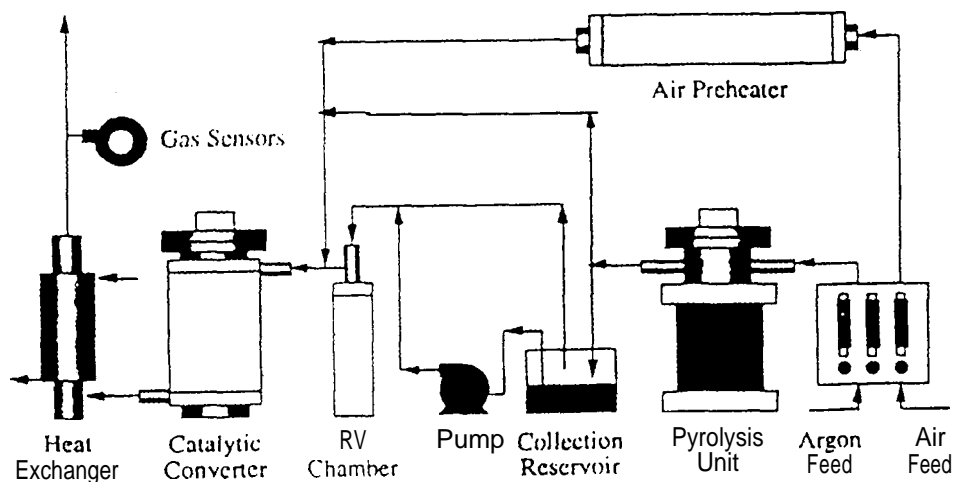 Air Preheater
Gas Sensors
Heat
Exchanger
Catalytic
Converter
RV
Chamber
Pump
Collection
Reservoir
Pyrolysis
Unit
Argon
Feed
Air
Feed